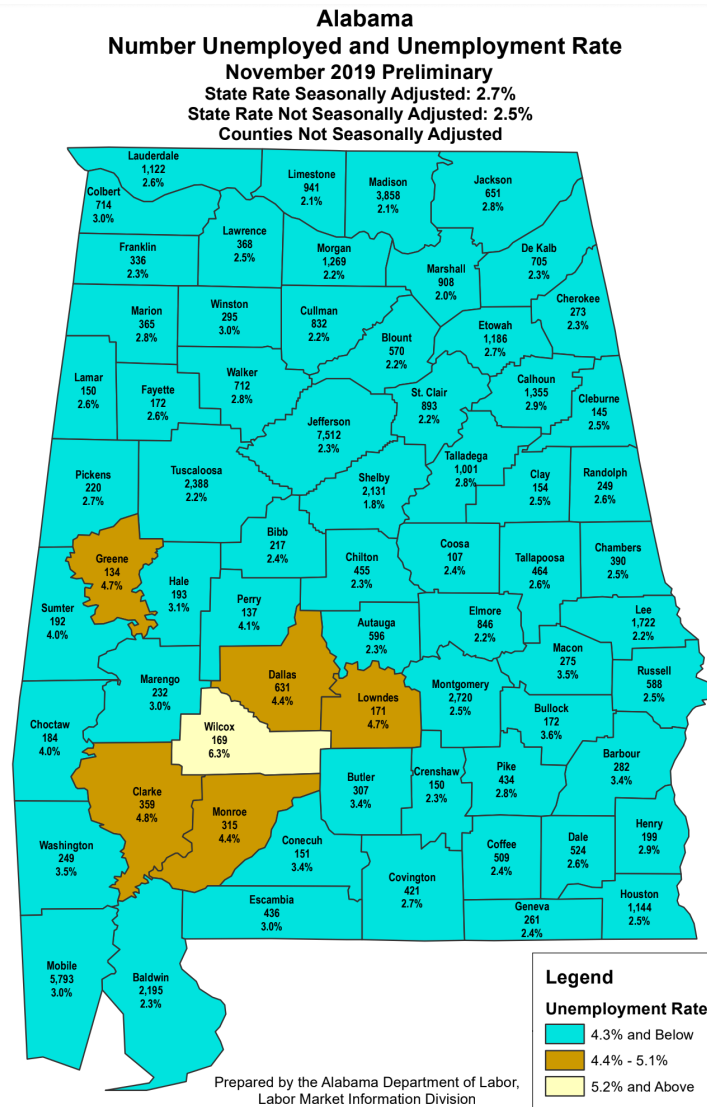 Alabama
Number Unemployed and Unemployment Rate
November 2019 Preliminary
State Rate Seasonally Adjusted: 2.7%
State Rate Not Seasonally Adjusted: 2.5%
Counties Not Seasonally Adjusted
Lauderdale
1,122
2.6%
Limestone
941
2.1%
Madison
3,858
2.1%
Jackson
651
2.8%
Colbert
714
3.0%
Lawrence
368
2.5%
Franklin
336
2.3%
Morgan
1,269
2.2%
Marshall
908
2.0%
De Kalb
705
2.3%
Cherokee
273
2.3%
Marion
365
2.8%
Winston
295
3.0%
Cullman
832
2.2%
Blount
570
2.2%
Etowah
1,186
2.7%
Lamar
150
2.6%
Fayette
172
2.6%
Walker
712
2.8%
Jefferson
7,512
2.3%
St. Clair
893
2.2%
Calhoun
1,355
2.9%
Cleburne
145
2.5%
Pickens
220
2.7%
Tuscaloosa
2,388
2.2%
Shelby
2,131
1.8%
Talladega
1,001
2.8%
Clay
154
2.5%
Randolph
249
2.6%
Greene
134
4.7%
Hale
193
3.1%
Bibb
217
2.4%
Chilton
455
2.3%
Coosa
107
2.4%
Tallapoosa
464
2.6%
Chambers
390
2.5%
Sumter
192
4.0%
Perry
137
4.1%
Autauga
596
2.3%
Elmore
846
2.2%
Lee
1,722
2.2%
Macon
275
3.5%
Russell
588
2.5%
Marengo
232
3.0%
Dallas
631
4.4%
Lowndes
171
4.7%
Montgomery
2,720
2.5%
Bullock
172
3.6%
Choctaw
184
4.0%
Wilcox
169
6.3%
Butler
307
3.4%
Crenshaw
150
2.3%
Pike
434
2.8%
Barbour
282
3.4%
Clarke
359
4.8%
Monroe
315
4.4%
Conecuh
151
3.4%
Washington
249
3.5%
Covington
421
2.7%
Coffee
509
2.4%
Dale
524
2.6%
Henry
199
2.9%
Escambia
436
3.0%
Geneva
261
2.4%
Houston
1,144
2.5%
Mobile
5,793
3.0%
Baldwin
2,195
2.3%
Legend
Unemployment Rate
4.3% and Below
4.4% - 5.1%
5.2% and Above
Prepared by the Alabama Department of Labor,
Labor Market Information Division